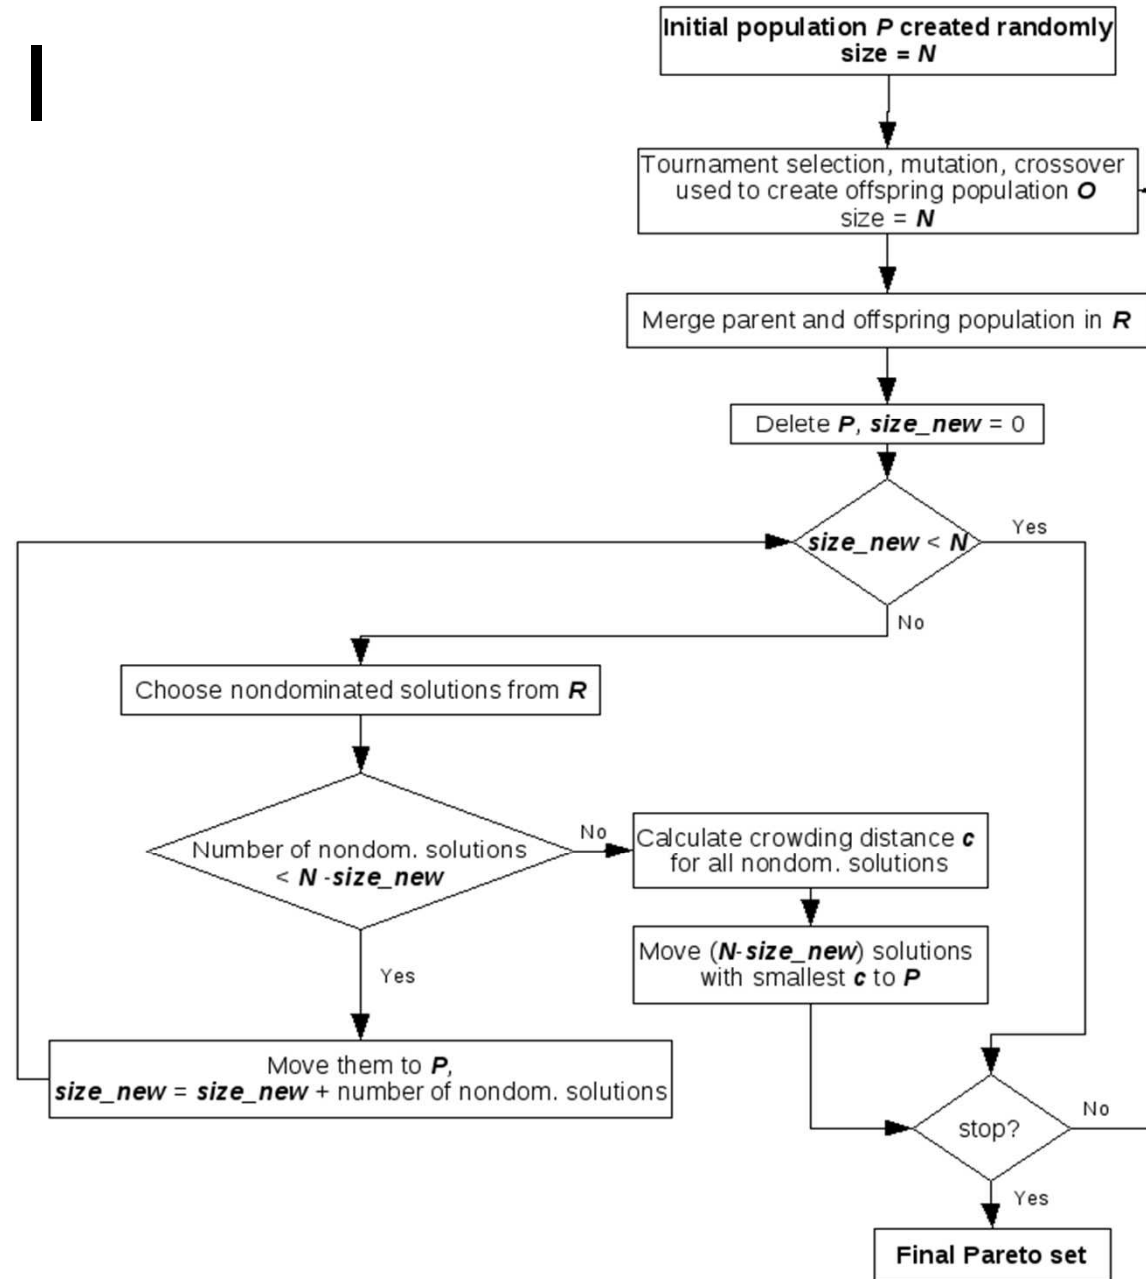 Initial population P created randomly
size = N
Tournament selection, mutation, crossover
used to create offspring population O
size = N
Merge parent and offspring population in R
Delete P, size_new = 0
size_new < N
Yes
No
Choose nondominated solutions from R
Number of nondom. solutions
< N -size_new
No
Calculate crowding distance c
for all nondom. solutions
Move (N-size_new) solutions
with smallest c to P
Yes
Move them to P,
size_new = size_new + number of nondom. solutions
stop?
No
Yes
Final Pareto set